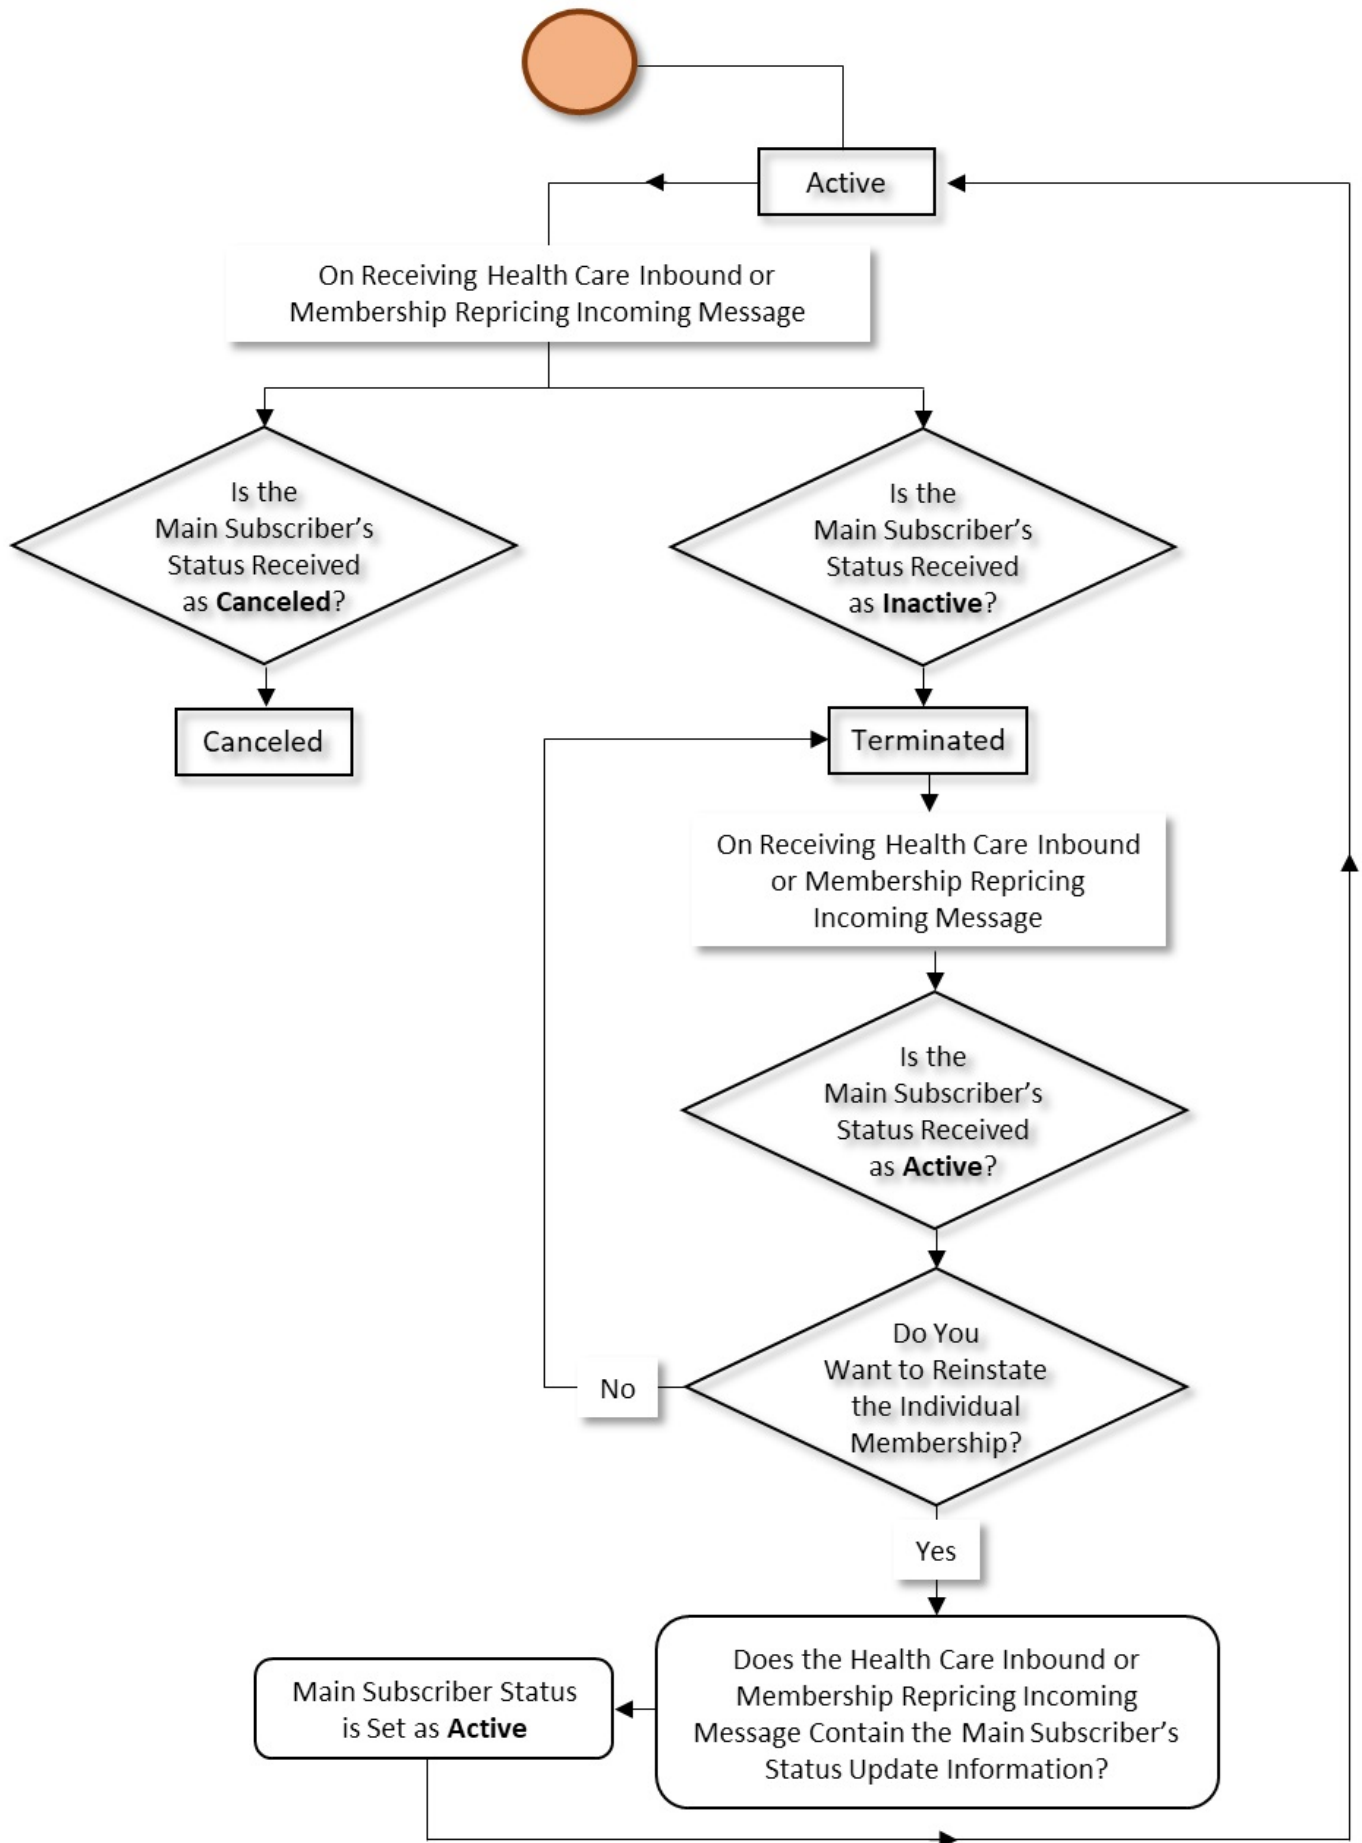 Active
On Receiving Health Care Inbound or
Membership Repricing Incoming Message
Is the
Main Subscriber’s
Status Received
as Canceled?
Is the
Main Subscriber’s
Status Received
as Inactive?
Canceled
Terminated
On Receiving Health Care Inbound
or Membership Repricing
Incoming Message
Is the
Main Subscriber’s
Status Received
as Active?
Do You
Want to Reinstate
the Individual
Membership?
No
Yes
Does the Health Care Inbound or
Membership Repricing Incoming
Message Contain the Main Subscriber’s
Status Update Information?
Main Subscriber Status
is Set as Active